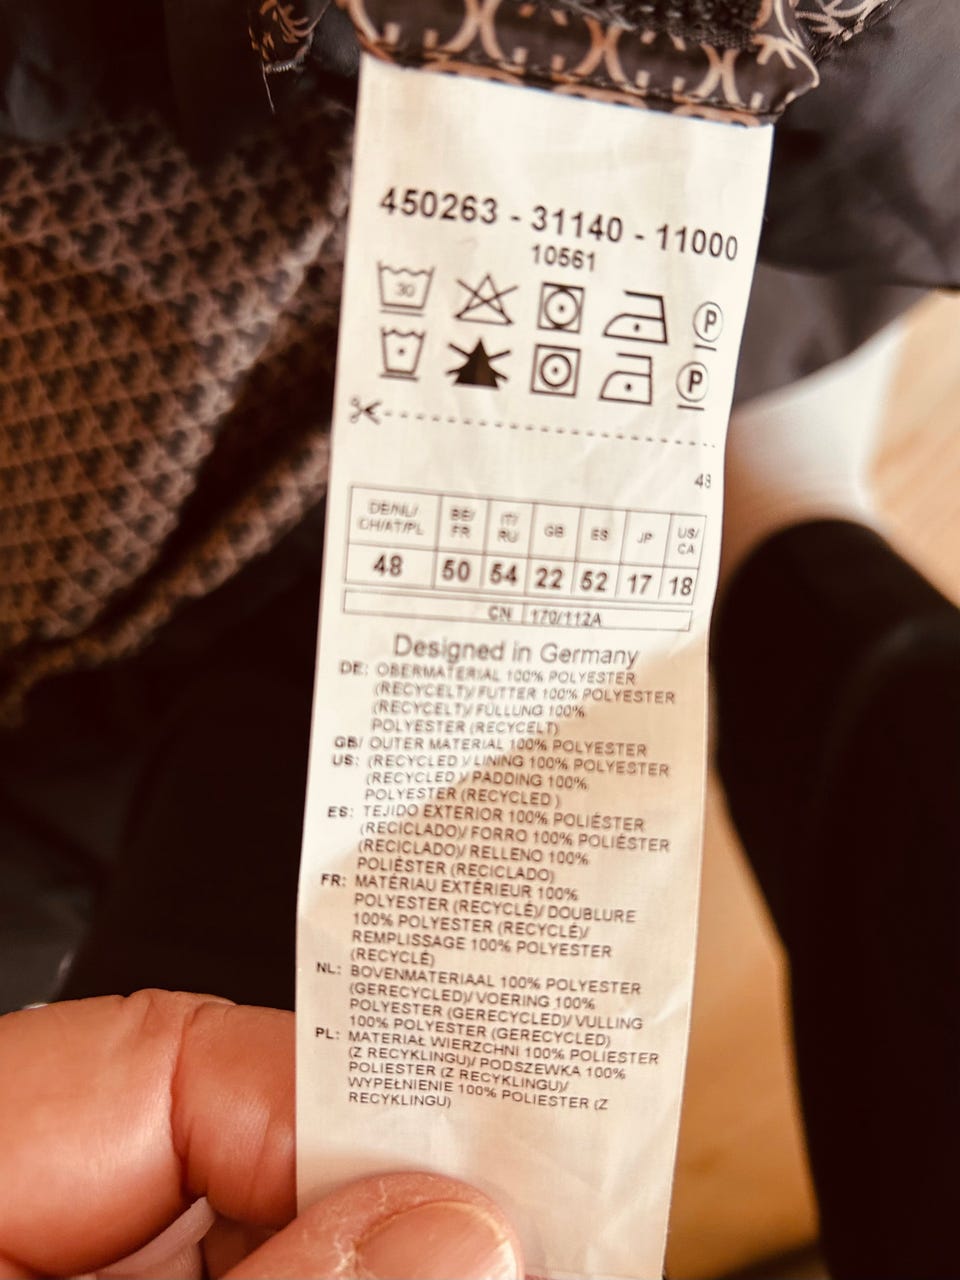 450263 - 31140 - 11000
10561
30 P
P
48
DE/NL/ CH/AT/PL BE/ FR IT/ RU GB ES JP US/ CA
48 50 54 22 52 17 18
CN 170/112A
Designed in Germany
DE: OBERMATERIAL 100% POLYESTER
(RECYCELT)/ FUTTER 100% POLYESTER
(RECYCELT)/ FÜLLUNG 100%
POLYESTER (RECYCELT)
GB/ OUTER MATERIAL 100% POLYESTER
US: (RECYCLED )/ LINING 100% POLYESTER
(RECYCLED )/ PADDING 100%
POLYESTER (RECYCLED )
ES: TEJIDO EXTERIOR 100% POLIÉSTER
(RECICLADO)/ FORRO 100% POLIÉSTER
(RECICLADO)/ RELLENO 100%
POLIÉSTER (RECICLADO)
FR: MATÉRIAU EXTÉRIEUR 100%
POLYESTER (RECYCLÉ)/ DOUBLURE
100% POLYESTER (RECYCLÉ)/
REMPLISSAGE 100% POLYESTER
(RECYCLÉ)
NL: BOVENMATERIAAL 100% POLYESTER
(GERECYCLED)/ VOERING 100%
POLYESTER (GERECYCLED)/ VULLING
100% POLYESTER (GERECYCLED)
PL: MATERIAŁ WIERZCHNI 100% POLIESTER
(Z RECYKLINGU)/ PODSZEWKA 100%
POLIESTER (Z RECYKLINGU)/
WYPEŁNIENIE 100% POLIESTER (Z
RECYKLINGU)